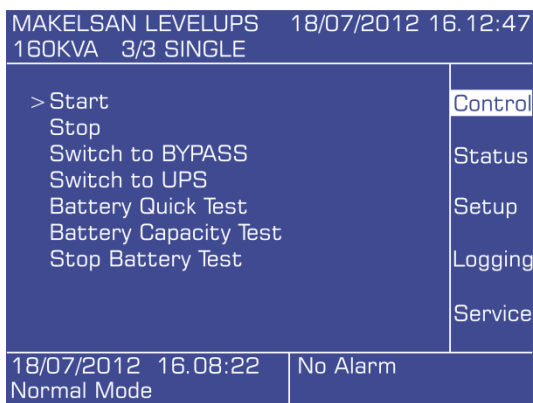 MAKELSAN LEVELUPS 18/07/2012 16.12:47
160KVA 3/3 SINGLE
>Start
Stop
Switch to BYPASS
Switch to UPS
Battery Quick Test
Battery Capacity Test
Stop Battery Test
Control
Status
Setup
Logging
Service
18/07/2012 16.08:22
Normal Mode
No Alarm